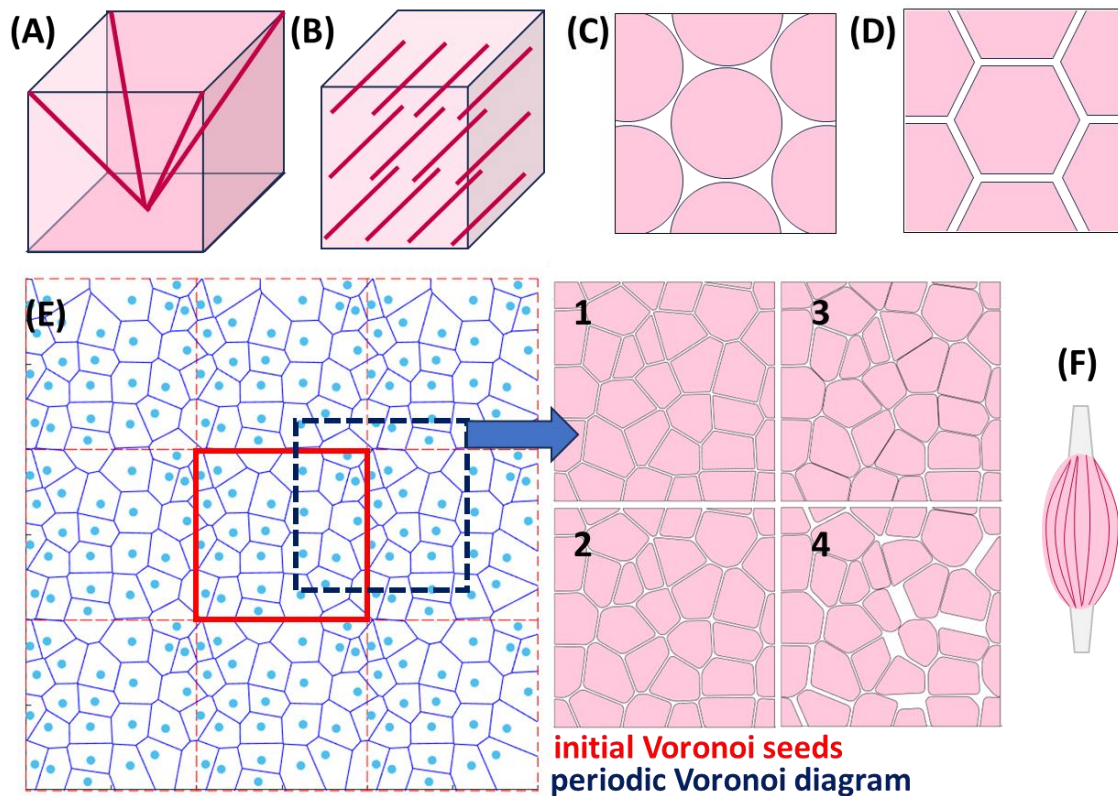 (A)
(B)
(C)
(D)
(E)
1
3
2
4
(F)
initial Voronoi seeds
periodic Voronoi diagram